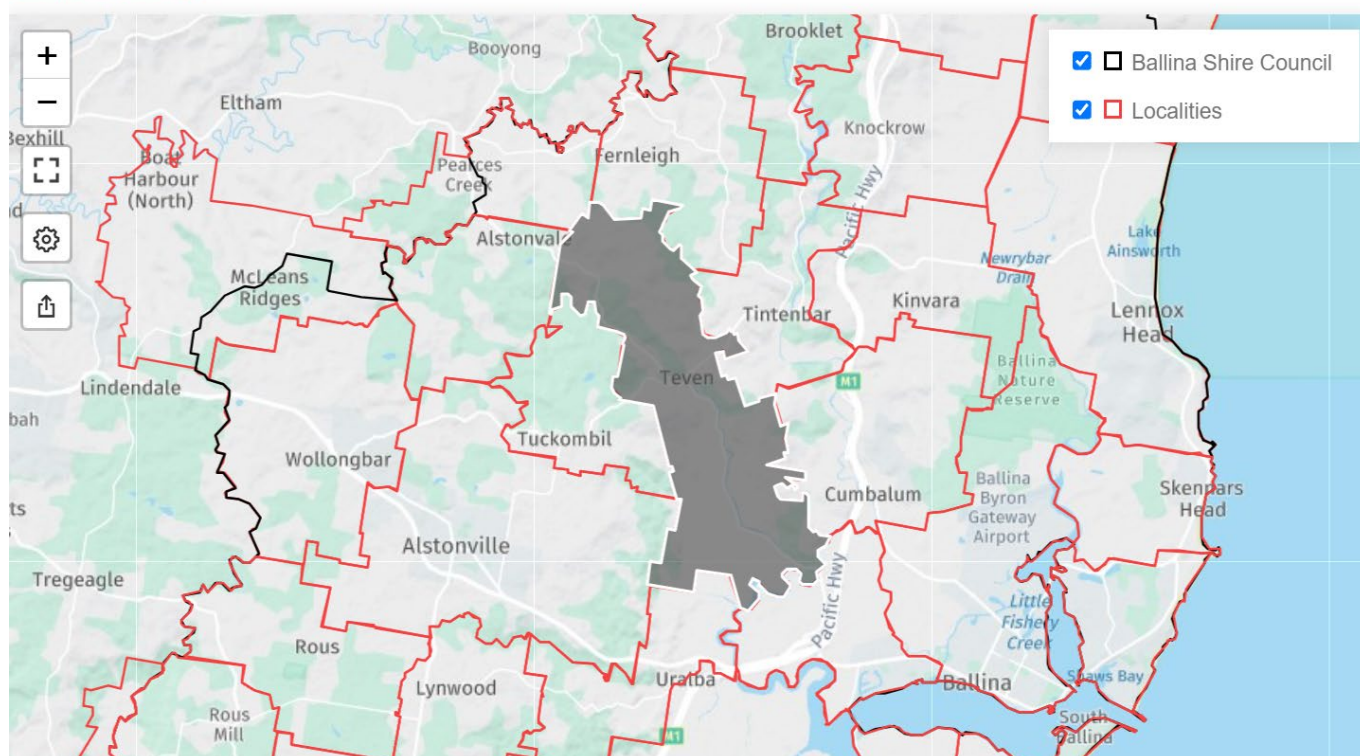 +
−
Ballina Shire Council
Localities
Booyong
Brooklet
Eltham
Bexhill
Boat
Harbour
(North)
Pearces
Creek
Fernleigh
Knockrow
Pacific Hwy
Alstonvale
Lake
Ainsworth
Newrybar
Drain
McLeans
Ridges
Tintenbar
Kinvara
Lennox
Head
Lindendale
Teven
M1
Ballina
Nature
Reserve
bah
Tuckombil
Wollongbar
Cumbalum
Ballina
Byron
Gateway
Airport
Skennars
Head
Alstonville
Tregeagle
Pacific Hwy
Little
Fishery
Creek
Rous
Lynwood
Uralba
Ballina
Shaws Bay
Rous
Mill
M1
South
Ballina